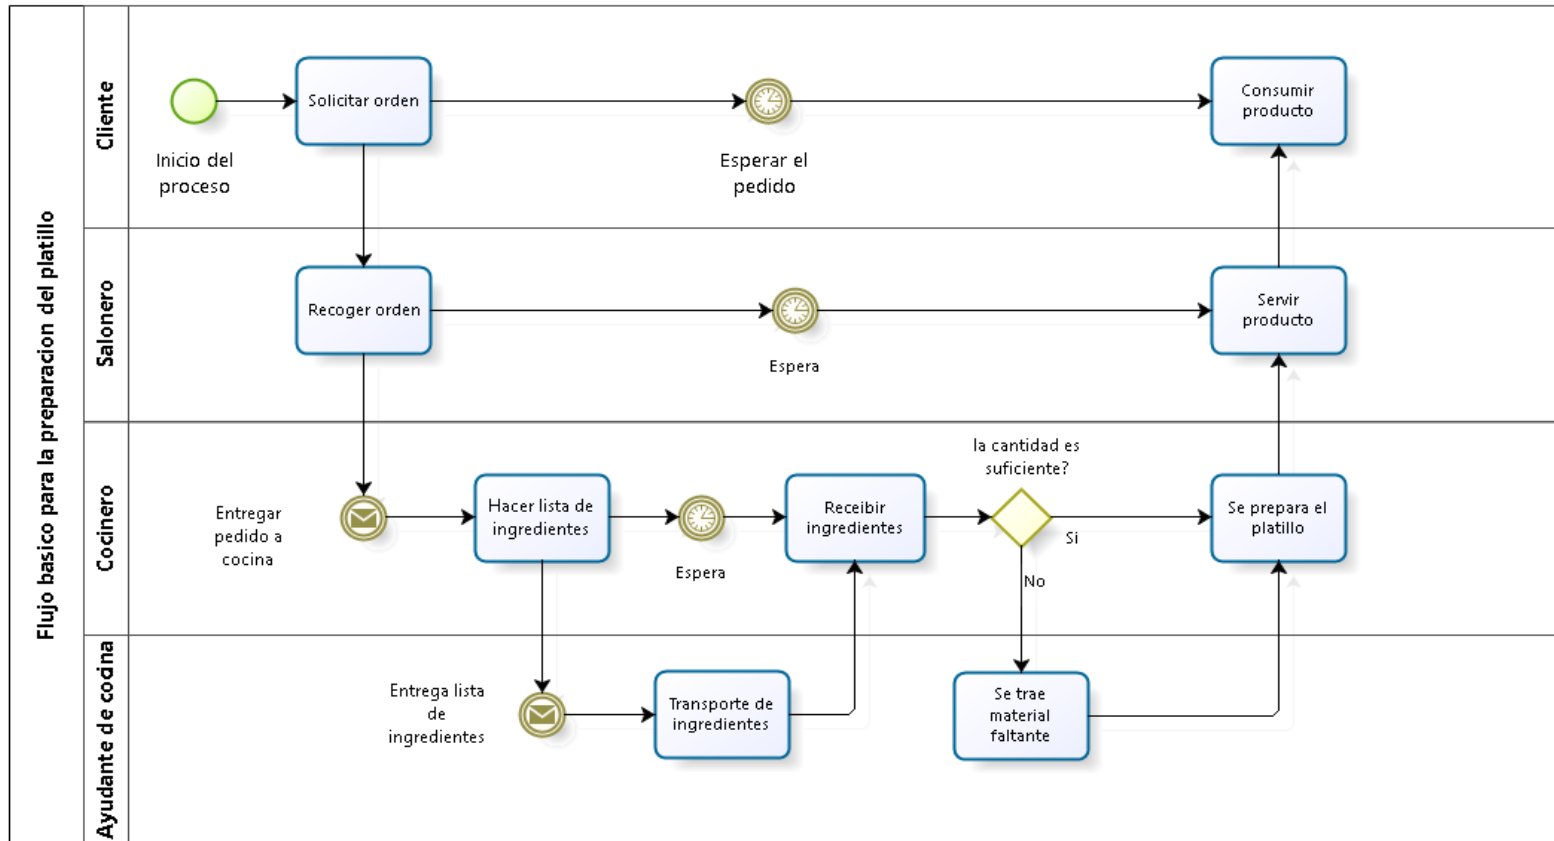 Flujo basico para la preparacion del platillo
Cliente
Inicio del
proceso
Solicitar orden
Esperar el
pedido
Consumir
producto
Salonero
Recoger orden
Espera
Servir
producto
Cocinero
Entregar
pedido a
cocina
Hacer lista de
ingredientes
Espera
Receibir
ingredientes
la cantidad es
suficiente?
Si
No
Se prepara el
platillo
Ayudante de cocina
Entrega lista
de
ingredientes
Transporte de
ingredientes
Se trae
material
faltante